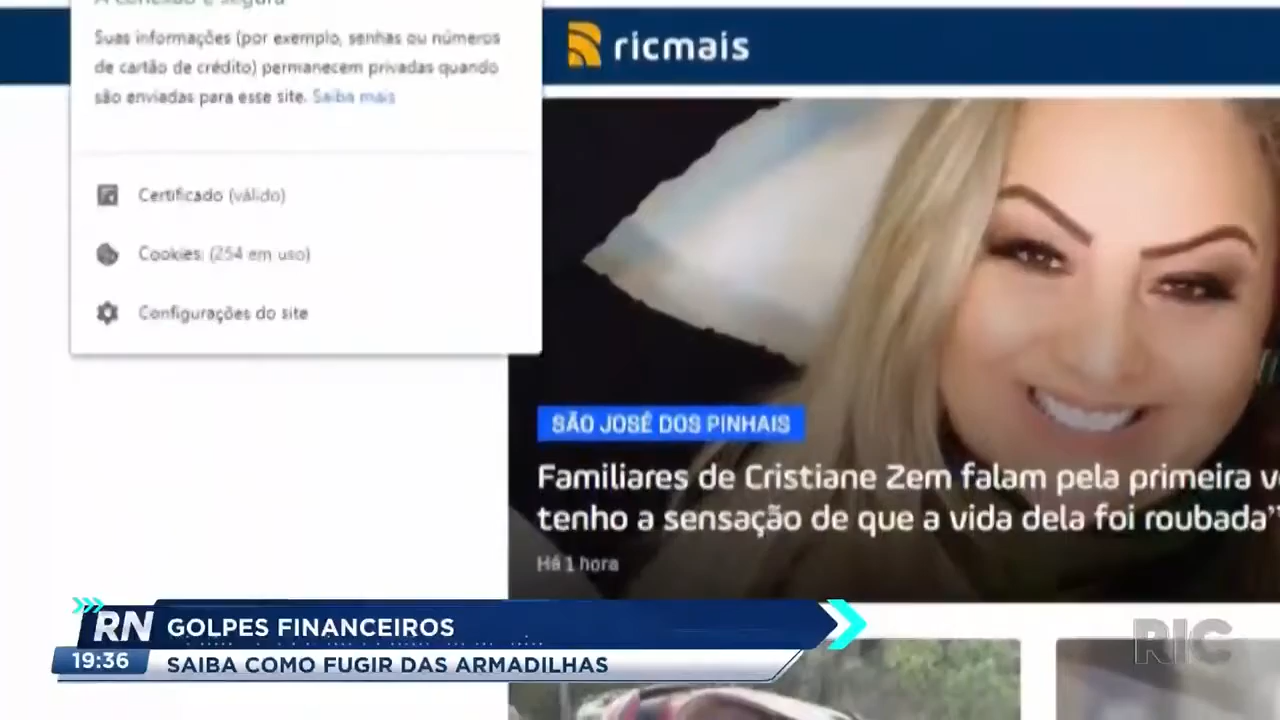 A conexão é segura
Suas informações (por exemplo, senhas ou números
de cartão de crédito) permanecem privadas quando
são enviadas para esse site. Saiba mais
Certificado (válido)
Cookies: (254 em uso)
Configurações do site
ricmais
SÃO JOSÉ DOS PINHAIS
Familiares de Cristiane Zem falam pela primeira
tenho a sensação de que a vida dela foi roubada”
Há 1 hora
RN GOLPES FINANCEIROS
19:36 SAIBA COMO FUGIR DAS ARMADILHAS
RIC